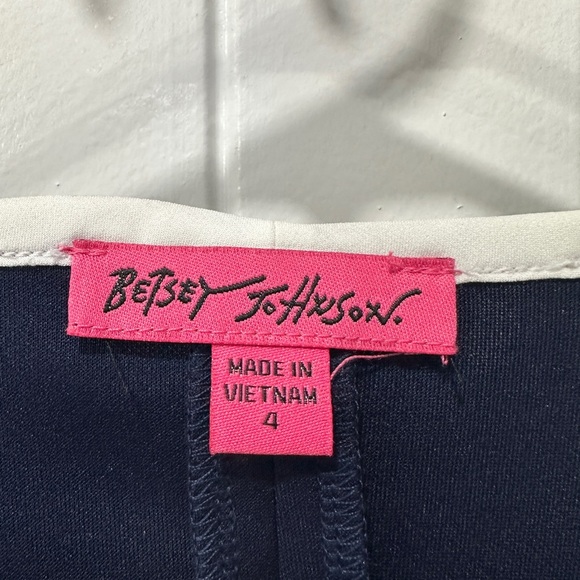 BETSEY JOHNSON.
MADE IN
VIETNAM
4